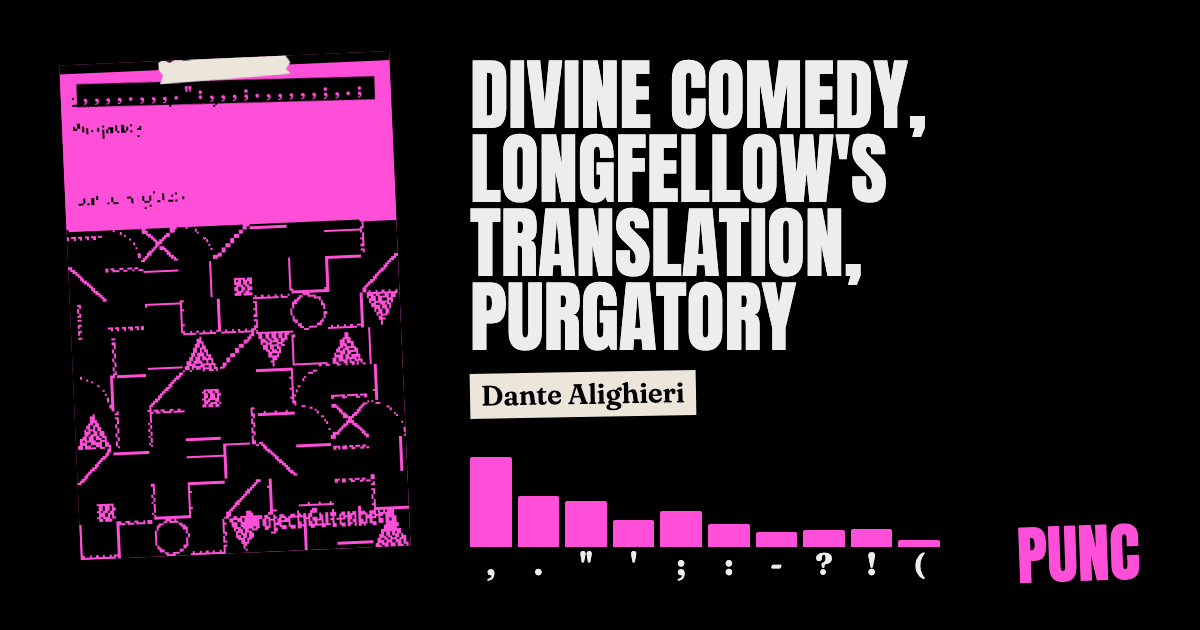 DIVINE COMEDY,
LONGFELLOW'S
TRANSLATION,
PURGATORY
Dante Alighieri
, . " ' ; : - ? ! (
PUNC